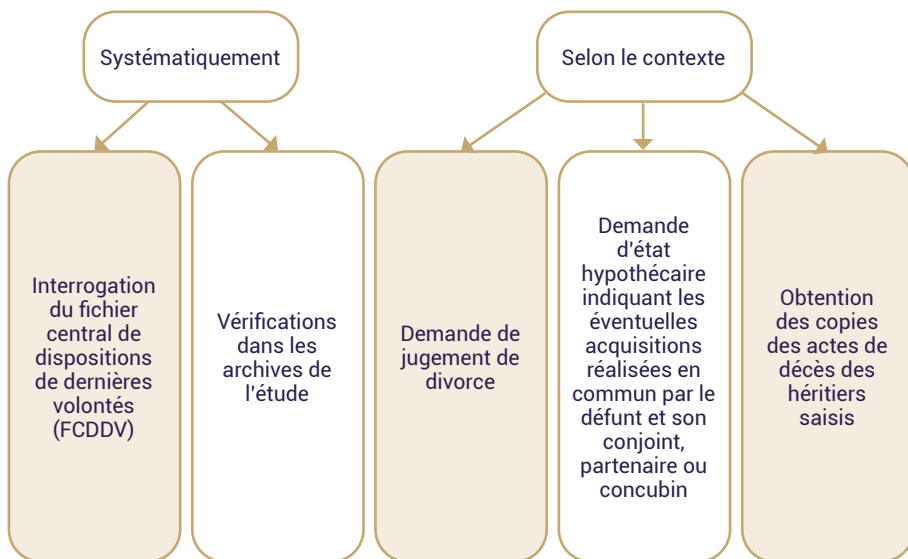 Systématiquement
Selon le contexte
Interrogation
du fichier
central de
dispositions
de dernières
volontés
(FCDDV)
Vérifications
dans les
archives de
l'étude
Demande de
jugement de
divorce
Demande
d'état
hypothécaire
indiquant les
éventuelles
acquisitions
réalisées en
commun par le
défunt et son
conjoint,
partenaire ou
concubin
Obtention
des copies
des actes de
décès des
héritiers
saisis